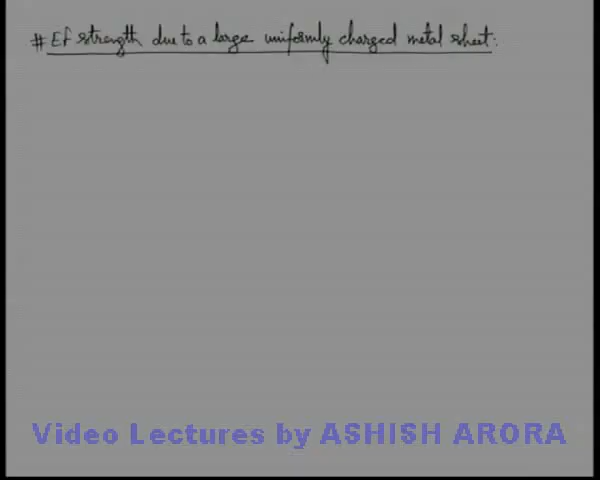 # EF strength due to a large uniformly charged metal sheet:
Video Lectures by ASHISH ARORA